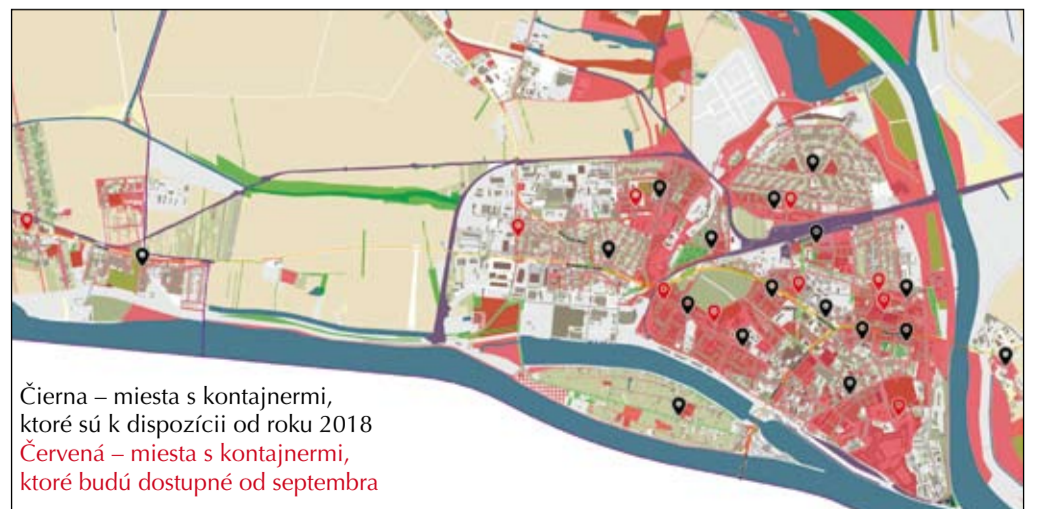 Čierna – miesta s kontajnermi,
ktoré sú k dispozícii od roku 2018
Červená – miesta s kontajnermi,
ktoré budú dostupné od septembra